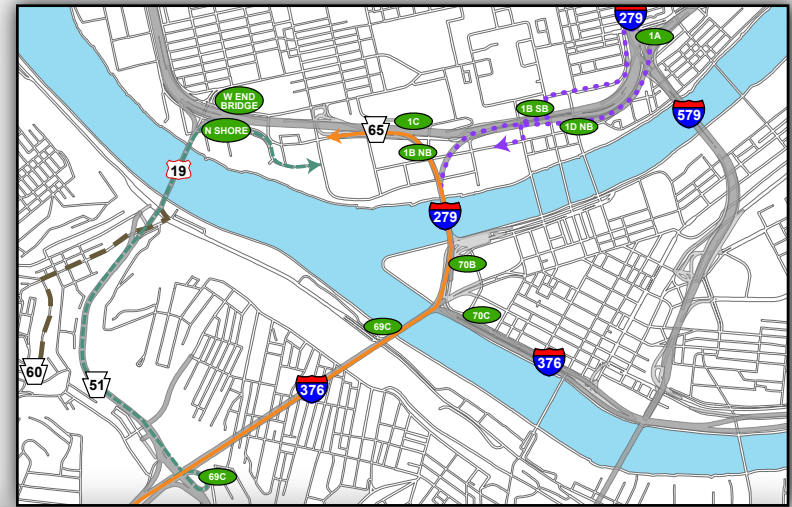 279
1A
W END
BRIDGE
1B SB
579
1C
N SHORE
65
1D NB
1B NB
19
279
70B
70C
69C
376
376
60
51
69C